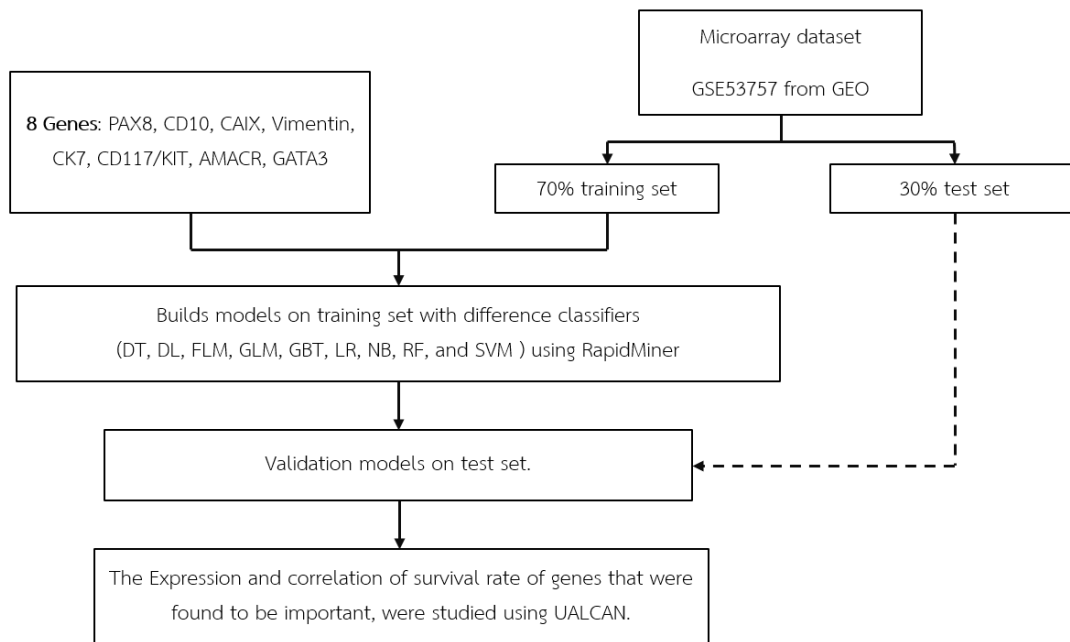 Microarray dataset
GSE53757 from GEO
8 Genes: PAX8, CD10, CAIX, Vimentin,
CK7, CD117/KIT, AMACR, GATA3
70% training set
30% test set
Builds models on training set with difference classifiers
(DT, DL, FLM, GLM, GBT, LR, NB, RF, and SVM ) using RapidMiner
Validation models on test set.
The Expression and correlation of survival rate of genes that were
found to be important, were studied using UALCAN.